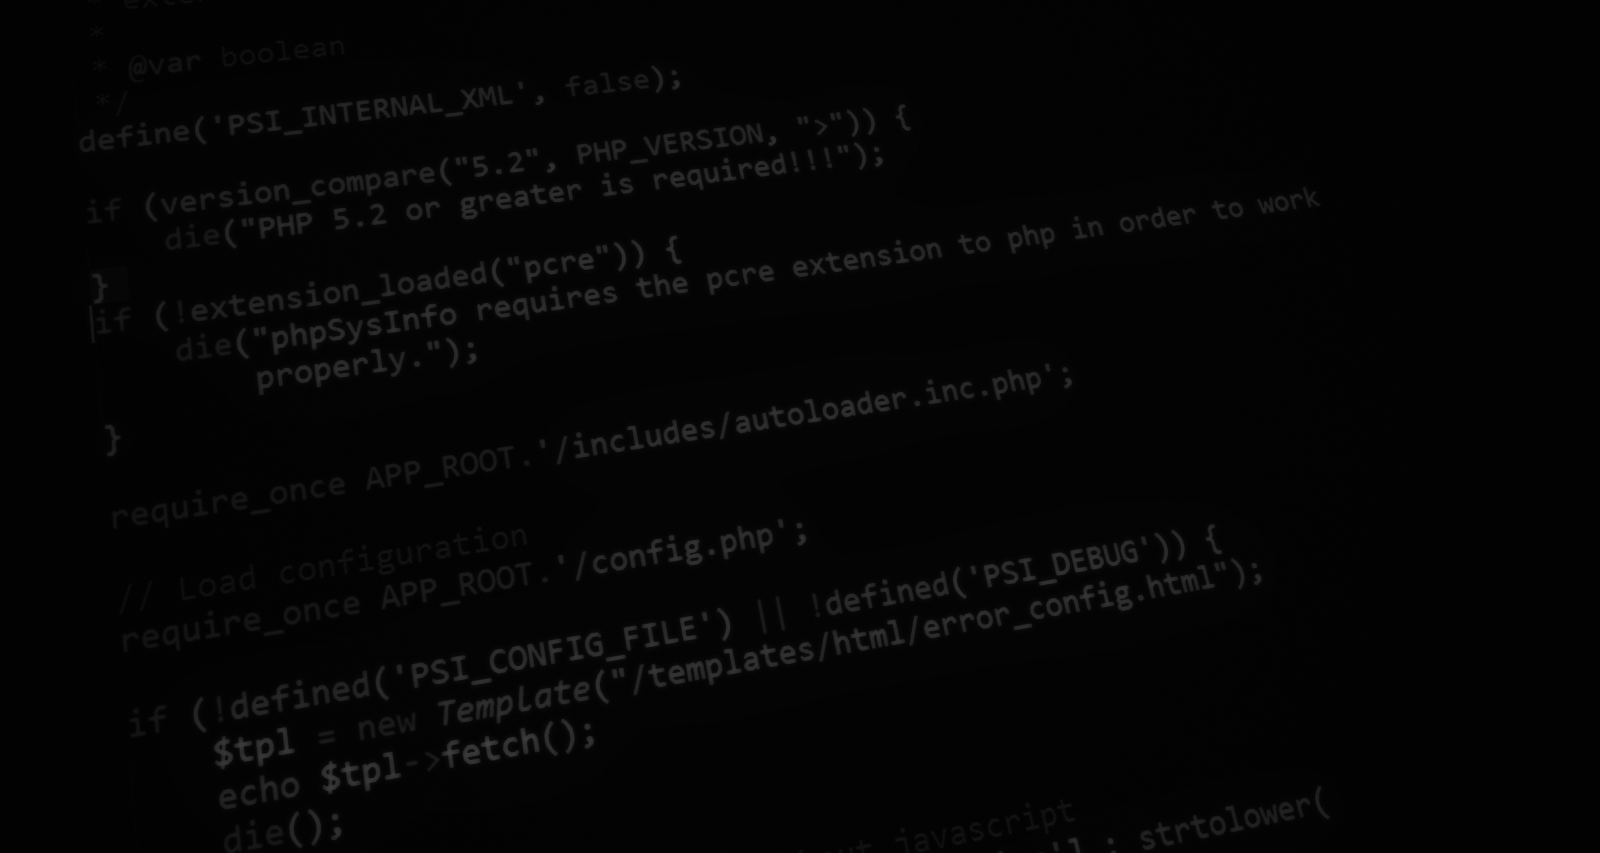 *
* @var boolean
*/
define('PSI_INTERNAL_XML', false);
if (version_compare("5.2", PHP_VERSION, ">")) {
die("PHP 5.2 or greater is required!!!");
}
if (!extension_loaded("pcre")) {
die("phpSysInfo requires the pcre extension to php in order to work
properly.");
}
require_once APP_ROOT.'/includes/autoloader.inc.php';
// Load configuration
require_once APP_ROOT.'/config.php';
if (!defined('PSI_CONFIG_FILE') || !defined('PSI_DEBUG')) {
$tpl = new Template("/templates/html/error_config.html");
echo $tpl->fetch();
die();
javascript
strtolower(